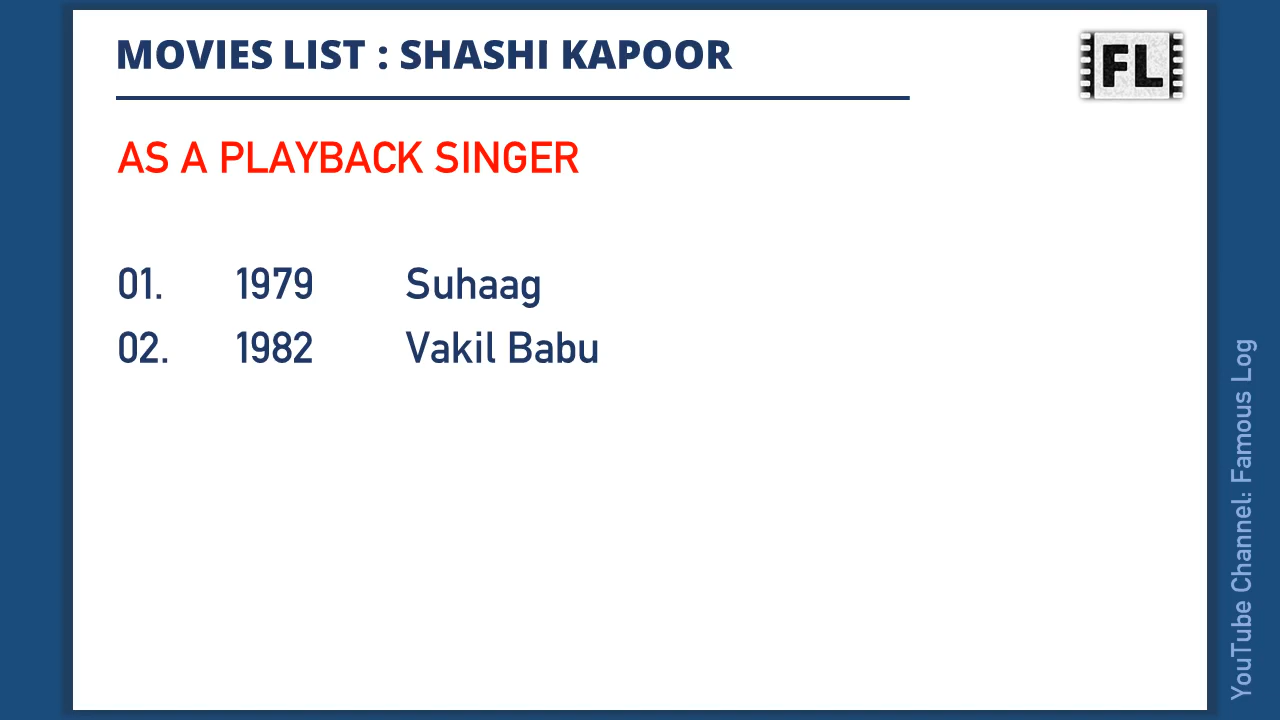 MOVIES LIST : SHASHI KAPOOR
FL
AS A PLAYBACK SINGER
01. 1979 Suhaag
02. 1982 Vakil Babu
YouTube Channel: Famous Log